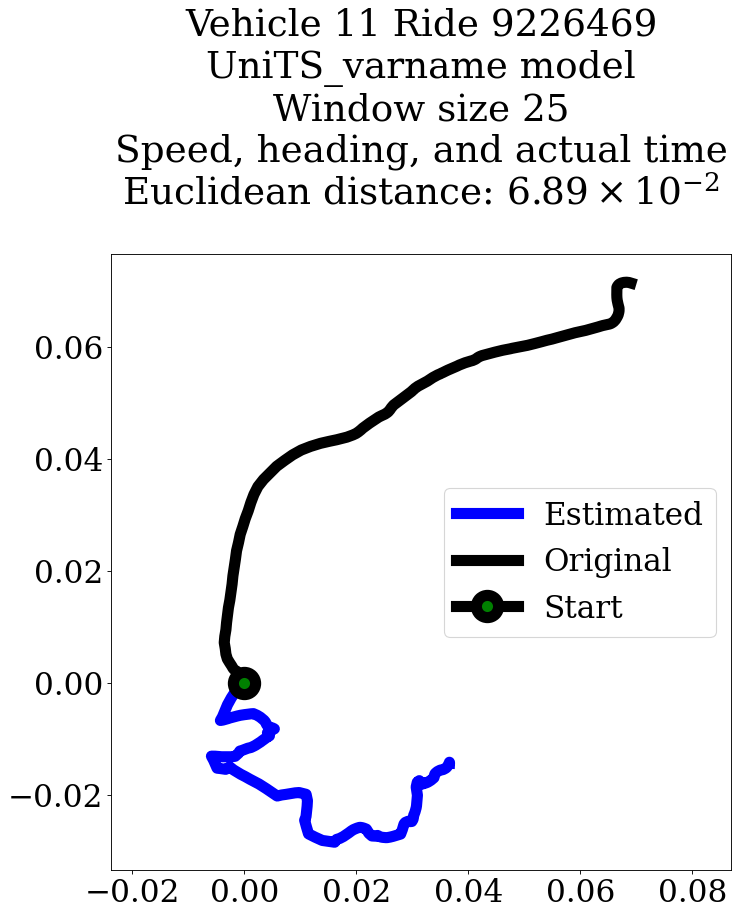 Vehicle 11 Ride 9226469
UniTS_varname model
Window size 25
Speed, heading, and actual time
Euclidean distance: 6.89 × 10⁻²
0.06
0.04
0.02
0.00
−0.02
Estimated
Original
Start
−0.02 0.00 0.02 0.04 0.06 0.08